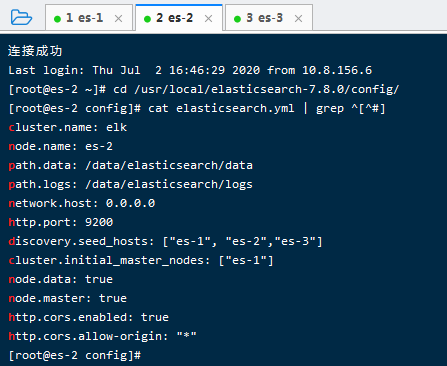 1 es-1
2 es-2
3 es-3
连接成功
Last login: Thu Jul  2 16:46:29 2020 from 10.8.156.6
[root@es-2 ~]# cd /usr/local/elasticsearch-7.8.0/config/
[root@es-2 config]# cat elasticsearch.yml | grep ^[^#]
cluster.name: elk
node.name: es-2
path.data: /data/elasticsearch/data
path.logs: /data/elasticsearch/logs
network.host: 0.0.0.0
http.port: 9200
discovery.seed_hosts: ["es-1", "es-2","es-3"]
cluster.initial_master_nodes: ["es-1"]
node.data: true
node.master: true
http.cors.enabled: true
http.cors.allow-origin: "*"
[root@es-2 config]#